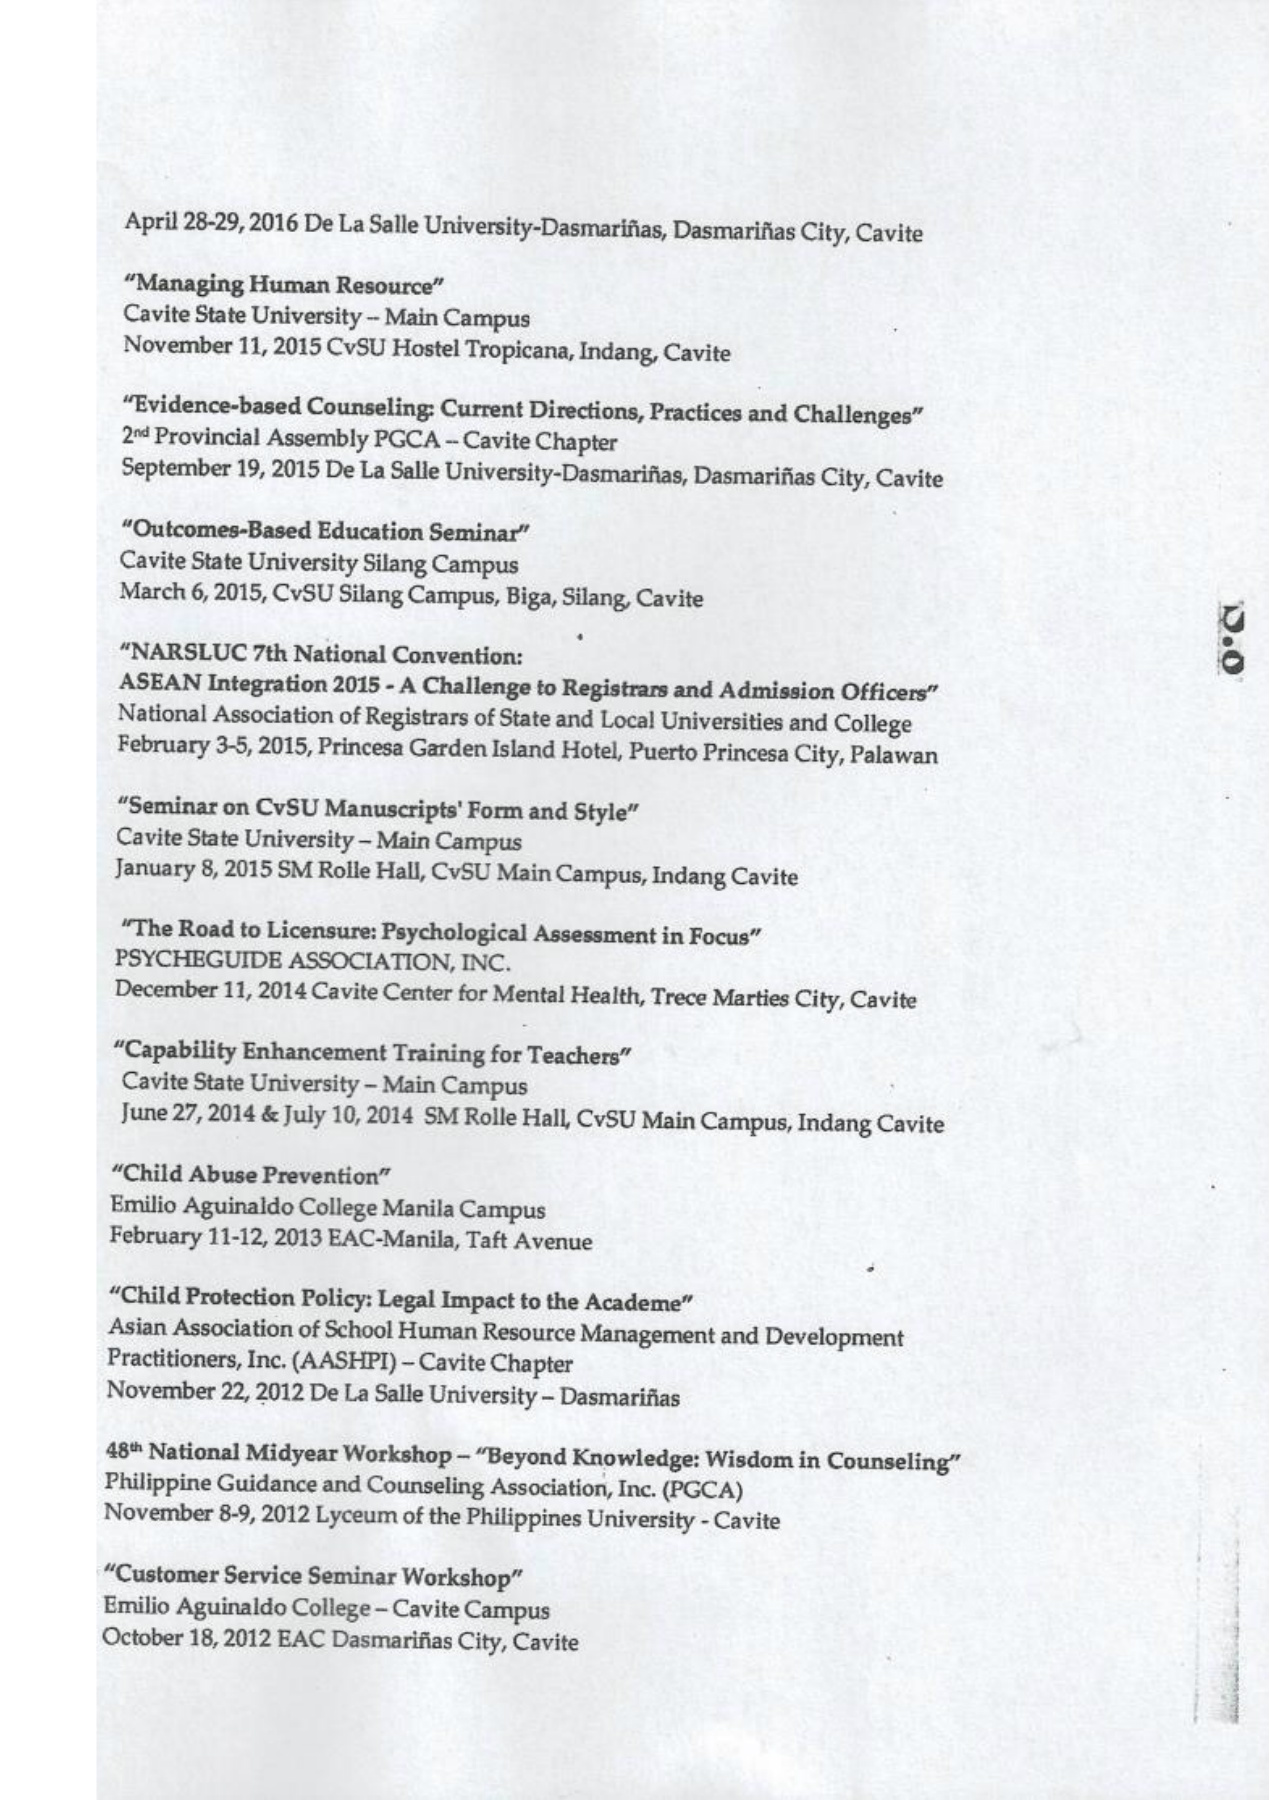 April 28-29, 2016 De La Salle University-Dasmariñas, Dasmariñas City, Cavite
“Managing Human Resource”
Cavite State University – Main Campus
November 11, 2015 CvSU Hostel Tropicana, Indang, Cavite
“Evidence-based Counseling: Current Directions, Practices and Challenges”
2nd Provincial Assembly PGCA – Cavite Chapter
September 19, 2015 De La Salle University-Dasmariñas, Dasmariñas City, Cavite
“Outcomes-Based Education Seminar”
Cavite State University Silang Campus
March 6, 2015, CvSU Silang Campus, Biga, Silang, Cavite
“NARSLUC 7th National Convention:
ASEAN Integration 2015 - A Challenge to Registrars and Admission Officers”
National Association of Registrars of State and Local Universities and College
February 3-5, 2015, Princesa Garden Island Hotel, Puerto Princesa City, Palawan
“Seminar on CvSU Manuscripts' Form and Style”
Cavite State University – Main Campus
January 8, 2015 SM Rolle Hall, CvSU Main Campus, Indang Cavite
“The Road to Licensure: Psychological Assessment in Focus”
PSYCHEGUIDE ASSOCIATION, INC.
December 11, 2014 Cavite Center for Mental Health, Trece Marties City, Cavite
“Capability Enhancement Training for Teachers”
Cavite State University – Main Campus
June 27, 2014 & July 10, 2014 SM Rolle Hall, CvSU Main Campus, Indang Cavite
“Child Abuse Prevention”
Emilio Aguinaldo College Manila Campus
February 11-12, 2013 EAC-Manila, Taft Avenue
“Child Protection Policy: Legal Impact to the Academe”
Asian Association of School Human Resource Management and Development
Practitioners, Inc. (AASHPI) – Cavite Chapter
November 22, 2012 De La Salle University – Dasmariñas
48th National Midyear Workshop – “Beyond Knowledge: Wisdom in Counseling”
Philippine Guidance and Counseling Association, Inc. (PGCA)
November 8-9, 2012 Lyceum of the Philippines University - Cavite
“Customer Service Seminar Workshop”
Emilio Aguinaldo College – Cavite Campus
October 18, 2012 EAC Dasmariñas City, Cavite